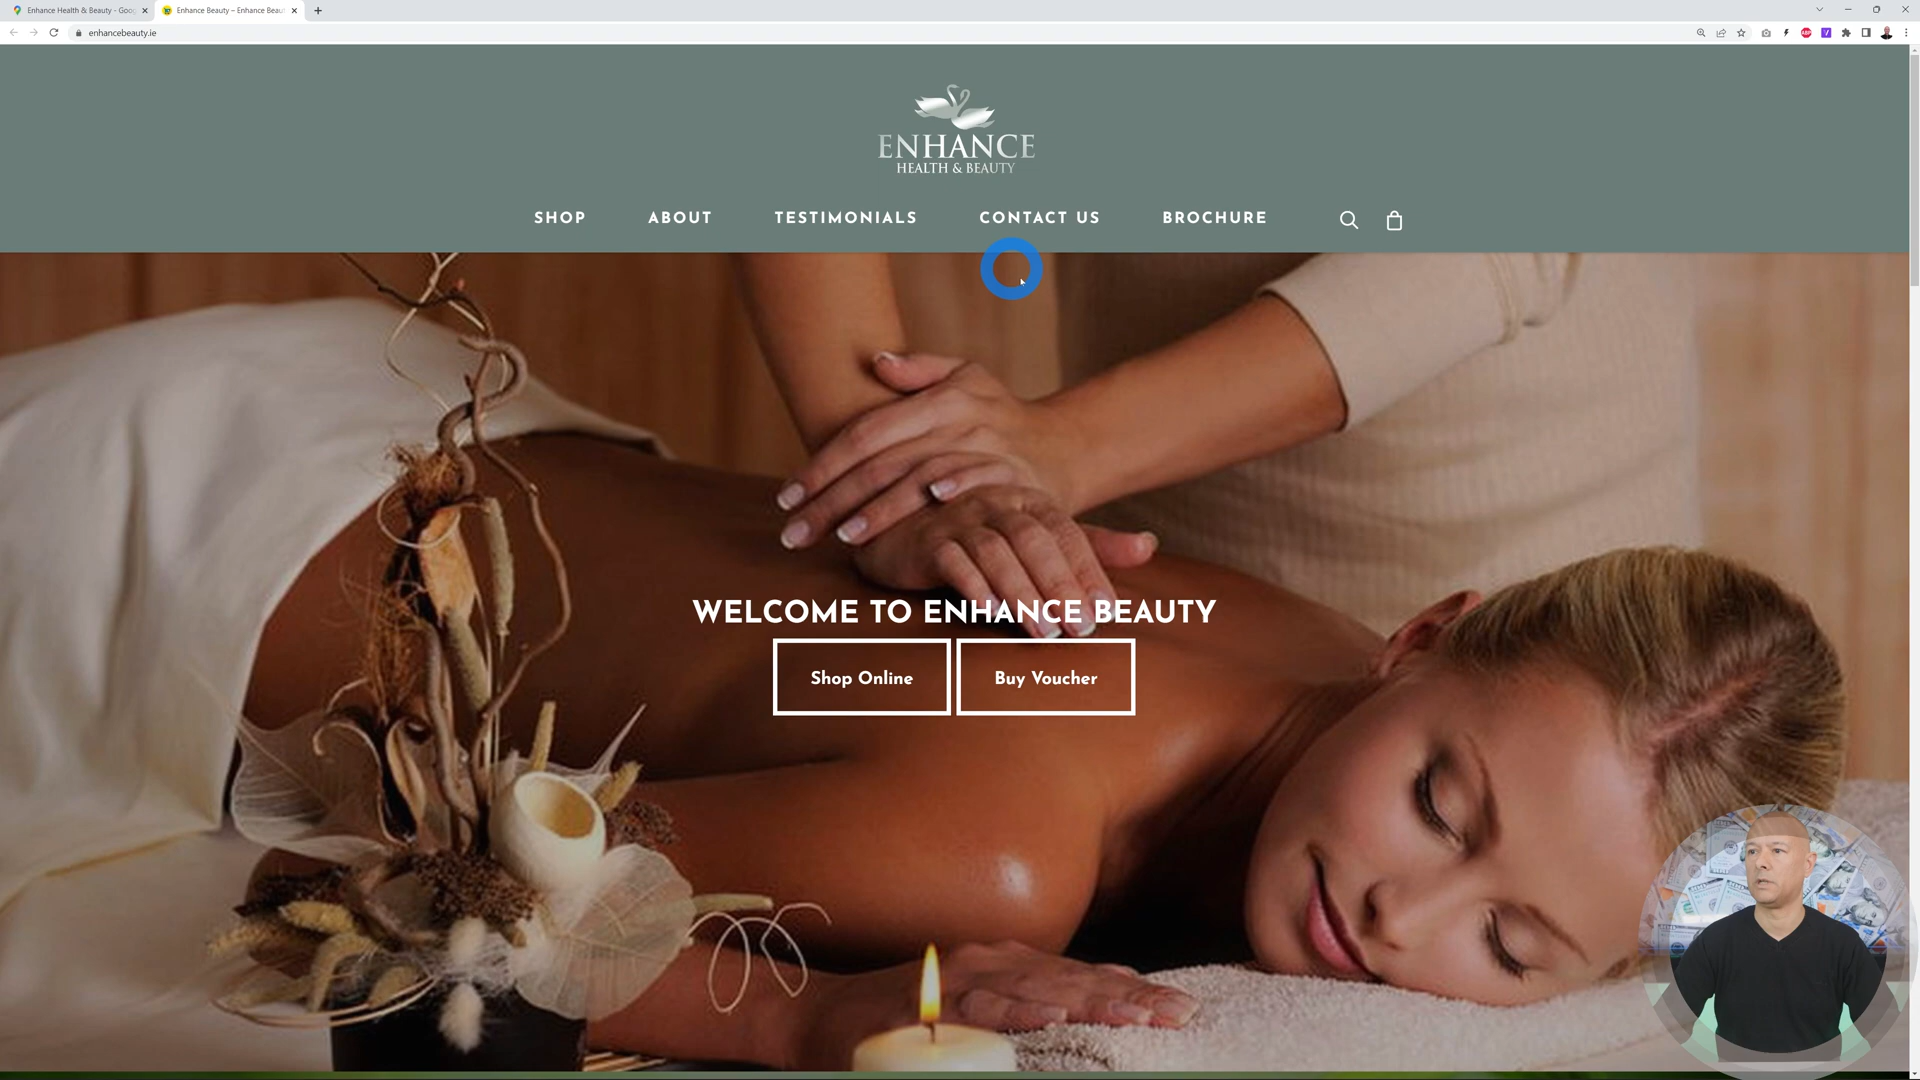 Enhance Health & Beauty - Goo
Enhance Beauty – Enhance Beau
enhancebeauty.ie
ABP
ENHANCE
HEALTH & BEAUTY
SHOP
ABOUT
TESTIMONIALS
CONTACT US
BROCHURE
WELCOME TO ENHANCE BEAUTY
Shop Online
Buy Voucher